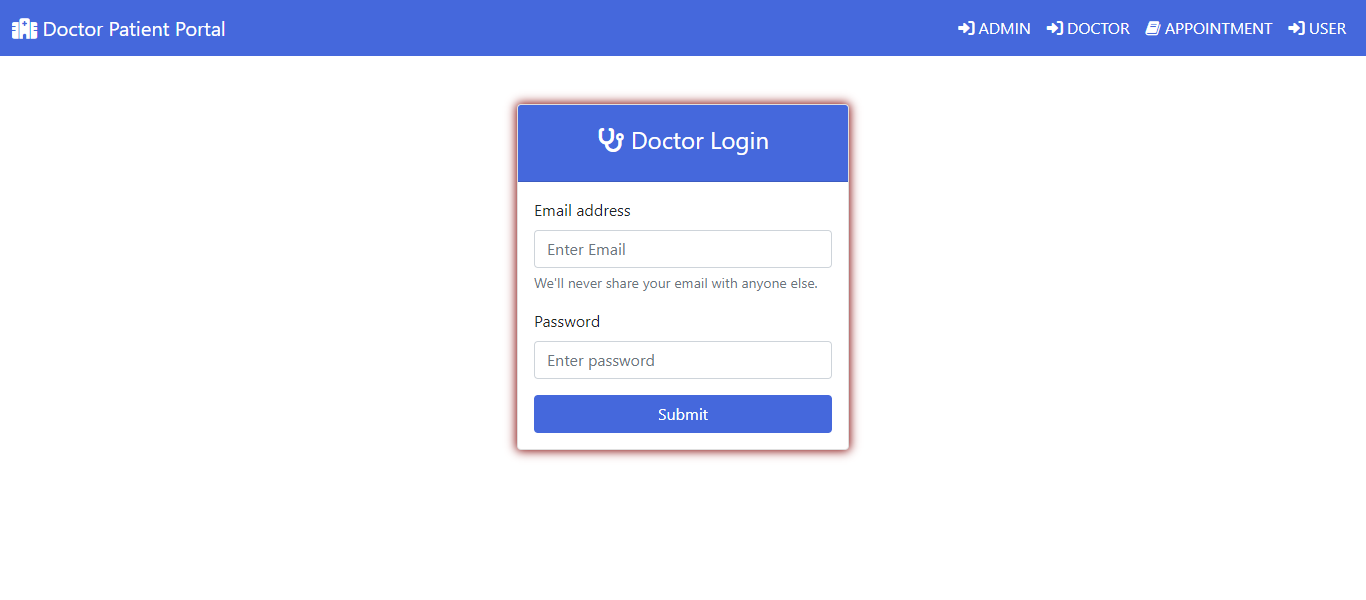 Doctor Patient Portal
ADMIN DOCTOR APPOINTMENT USER
Doctor Login
Email address
Enter Email
We'll never share your email with anyone else.
Password
Enter password
Submit